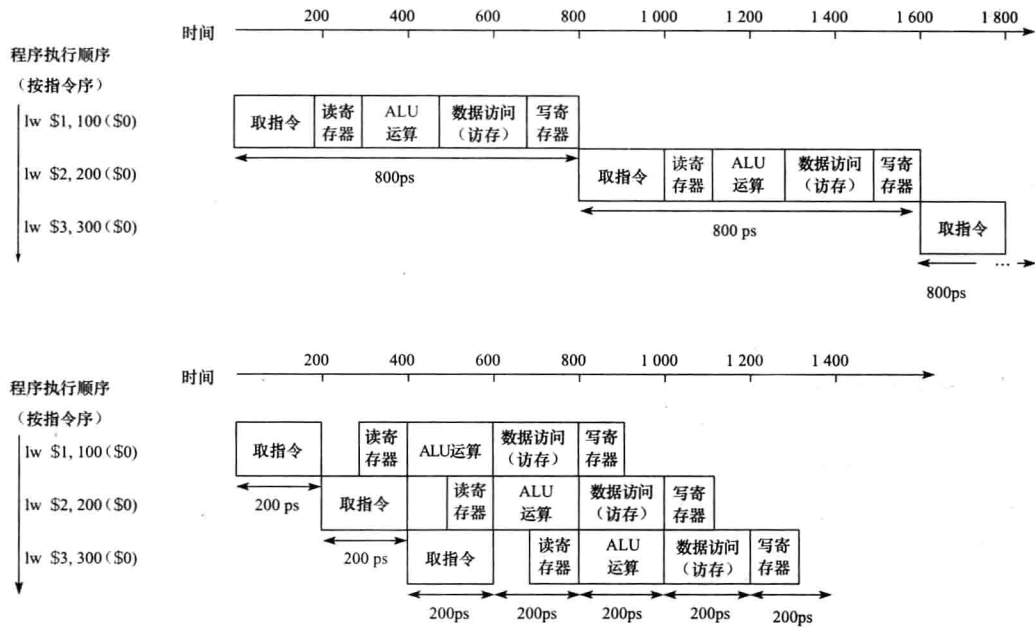 200 400 600 800 1 000 1 200 1 400 1 600 1 800
时间
程序执行顺序
（按指令序）
lw $1, 100($0)
取指令 读寄存器 ALU运算 数据访问（访存） 写寄存器
800ps
lw $2, 200($0)
取指令 读寄存器 ALU运算 数据访问（访存） 写寄存器
800 ps
lw $3, 300($0)
取指令
...
800ps
200 400 600 800 1 000 1 200 1 400
时间
程序执行顺序
（按指令序）
lw $1, 100($0)
取指令 读寄存器 ALU运算 数据访问（访存） 写寄存器
200 ps
lw $2, 200($0)
取指令 读寄存器 ALU运算 数据访问（访存） 写寄存器
200 ps
lw $3, 300($0)
取指令 读寄存器 ALU运算 数据访问（访存） 写寄存器
200ps 200ps 200ps 200ps 200ps